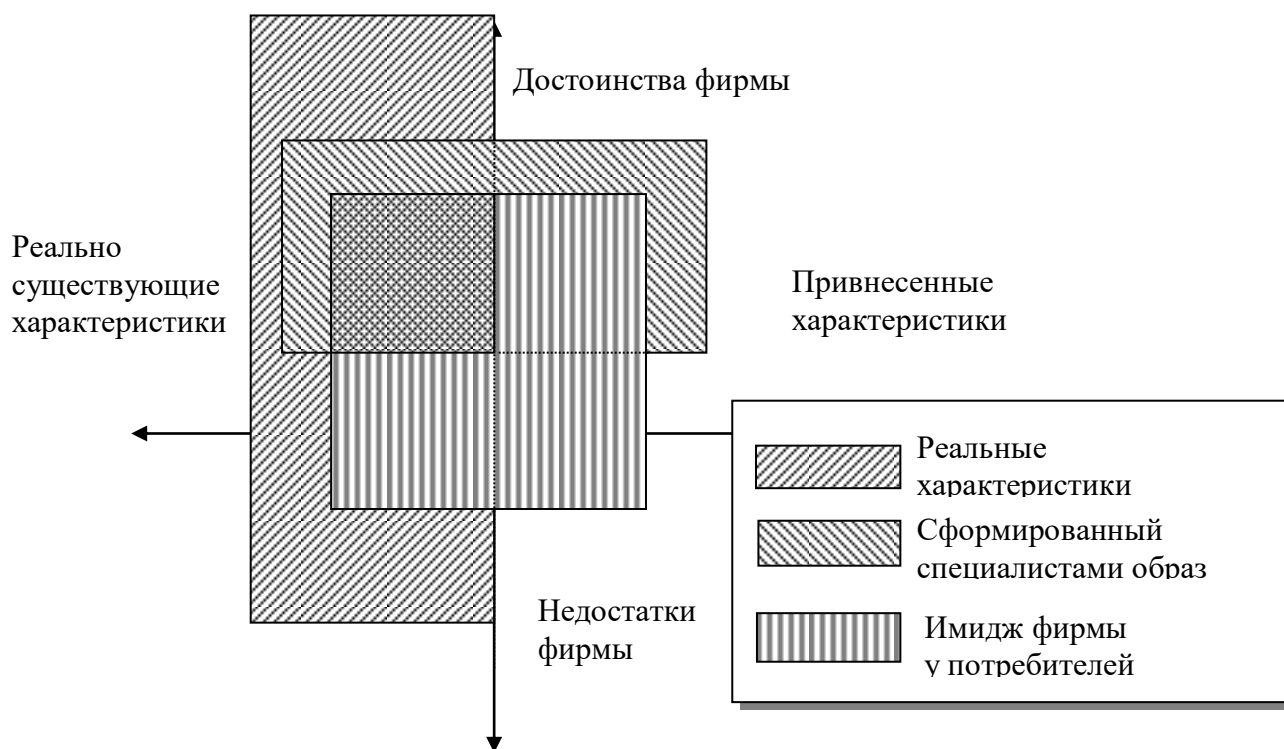 Достоинства фирмы
Реально
существующие
характеристики
Привнесенные
характеристики
Недостатки
фирмы
Реальные
характеристики
Сформированный
специалистами образ
Имидж фирмы
у потребителей